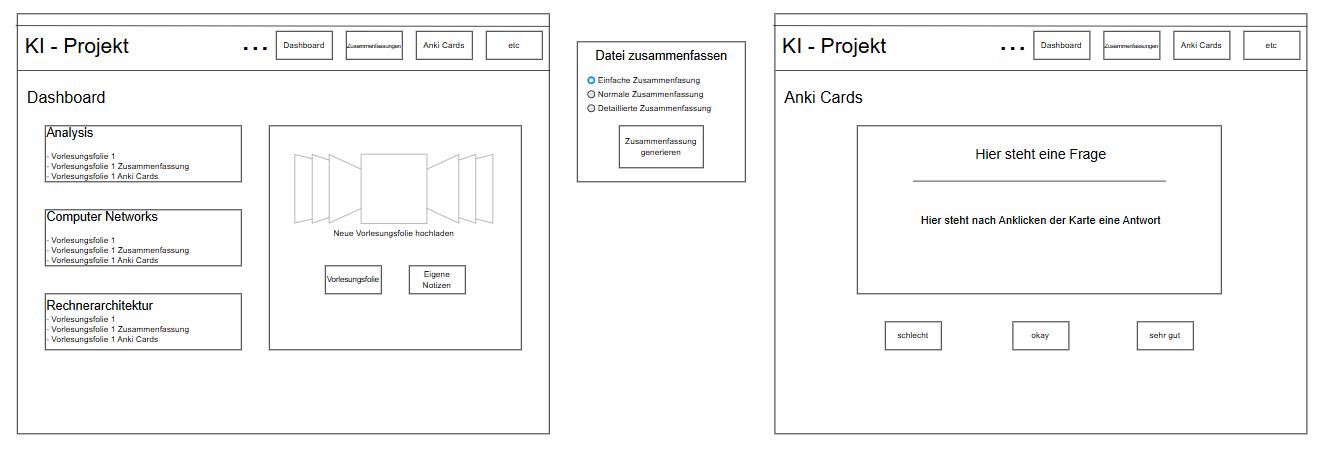 KI - Projekt
...
Dashboard
Zusammenfassungen
Anki Cards
etc
Dashboard
Analysis
- Vorlesungsfolie 1
- Vorlesungsfolie 1 Zusammenfassung
- Vorlesungsfolie 1 Anki Cards
Computer Networks
- Vorlesungsfolie 1
- Vorlesungsfolie 1 Zusammenfassung
- Vorlesungsfolie 1 Anki Cards
Rechnerarchitektur
- Vorlesungsfolie 1
- Vorlesungsfolie 1 Zusammenfassung
- Vorlesungsfolie 1 Anki Cards
Neue Vorlesungsfolie hochladen
Vorlesungsfolie
Eigene
Notizen
Datei zusammenfassen
Einfache Zusammenfasung
Normale Zusammenfassung
Detaillierte Zusammenfassung
Zusammenfassung
generieren
KI - Projekt
...
Dashboard
Zusammenfassungen
Anki Cards
etc
Anki Cards
Hier steht eine Frage
Hier steht nach Anklicken der Karte eine Antwort
schlecht
okay
sehr gut